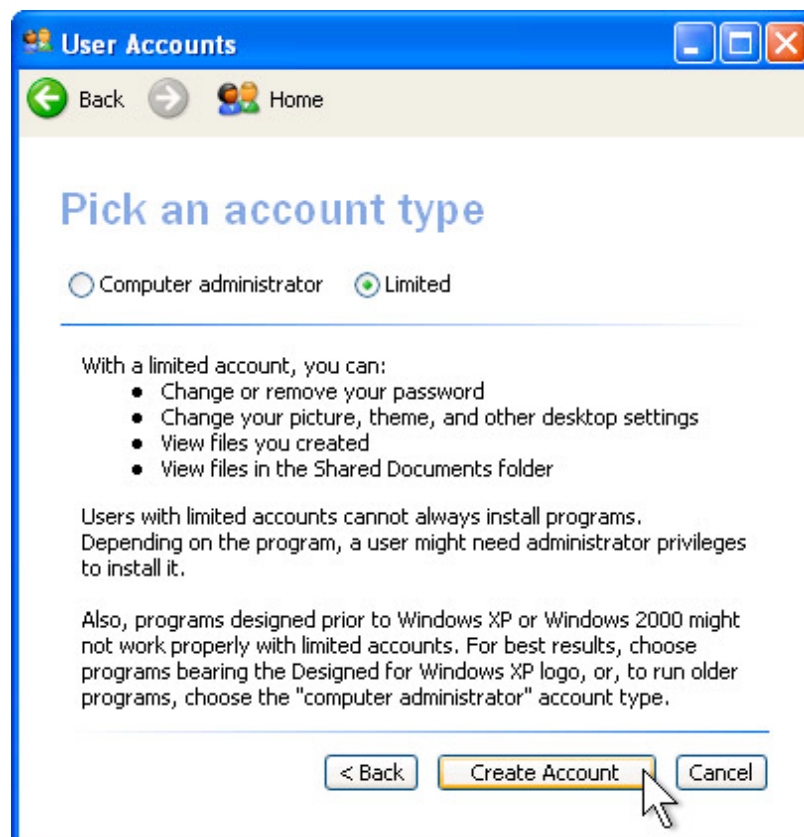 User Accounts
Back Home
Pick an account type
Computer administrator Limited
With a limited account, you can:
● Change or remove your password
● Change your picture, theme, and other desktop settings
● View files you created
● View files in the Shared Documents folder
Users with limited accounts cannot always install programs.
Depending on the program, a user might need administrator privileges
to install it.
Also, programs designed prior to Windows XP or Windows 2000 might
not work properly with limited accounts. For best results, choose
programs bearing the Designed for Windows XP logo, or, to run older
programs, choose the "computer administrator" account type.
< Back Create Account Cancel